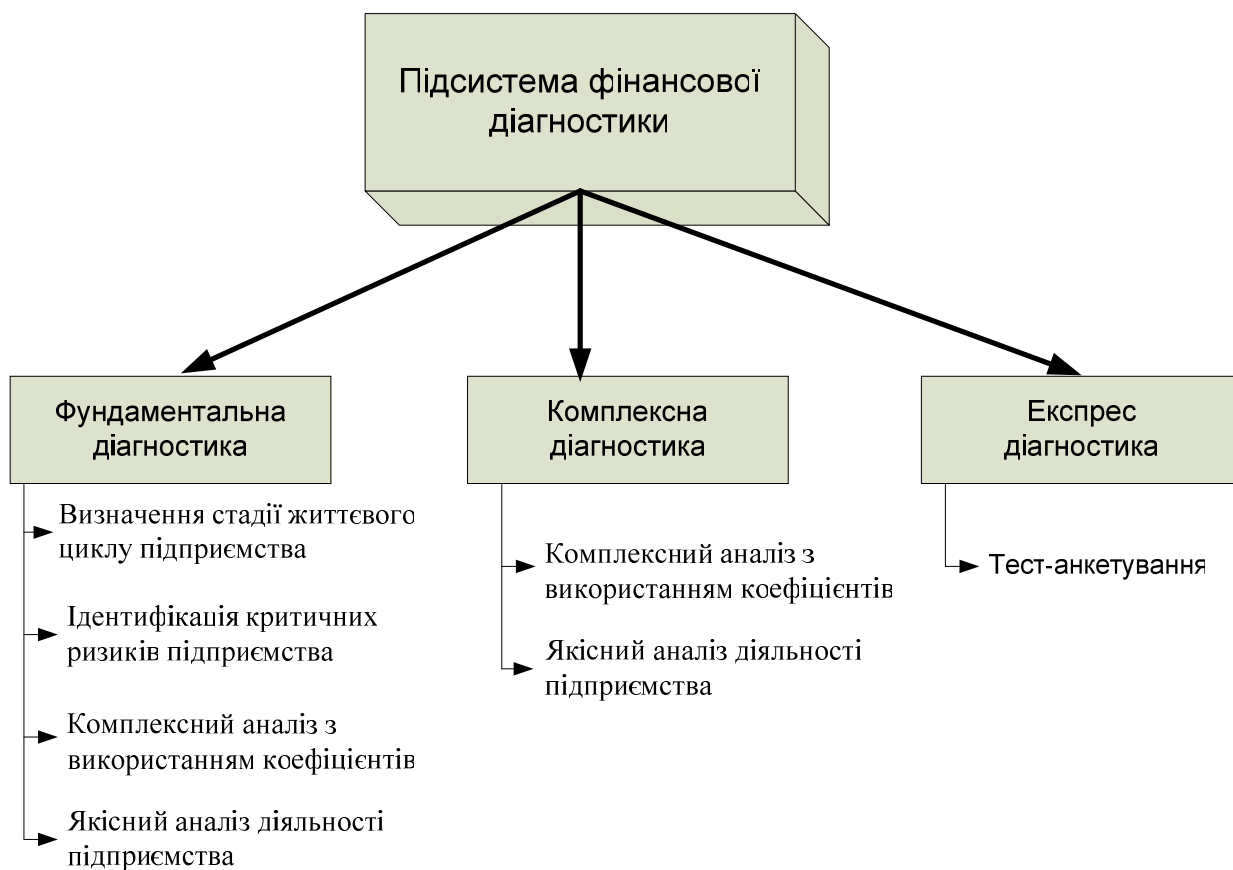 Підсистема фінансової
діагностики
Фундаментальна
діагностика
Визначення стадії життєвого
циклу підприємства
Ідентифікація критичних
ризиків підприємства
Комплексний аналіз з
використанням коефіцієнтів
Якісний аналіз діяльності
підприємства
Комплексна
діагностика
Комплексний аналіз з
використанням коефіцієнтів
Якісний аналіз діяльності
підприємства
Експрес
діагностика
Тест-анкетування